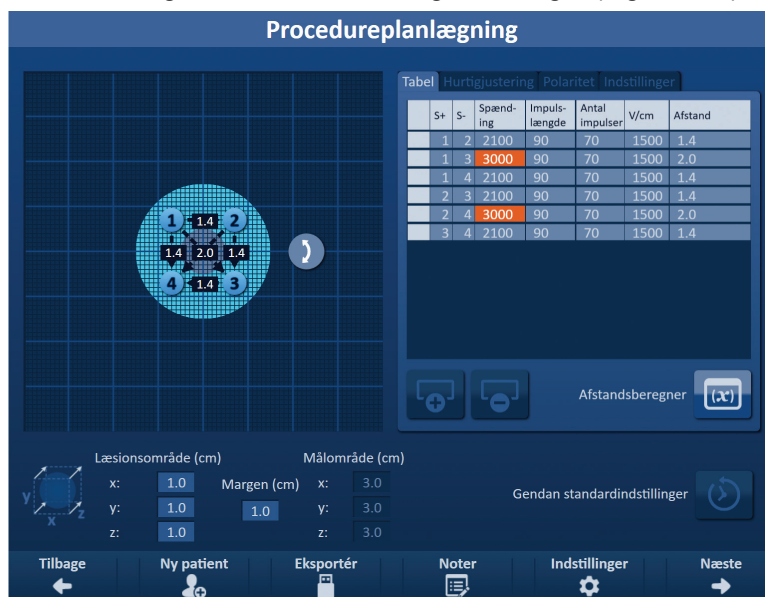 Procedureplanlægning
Tabel Hurtigjustering Polaritet Indstillinger
S+ S- Spænd-ing Impuls-længde Antal impulser V/cm Afstand
1 2 2100 90 70 1500 1.4
1 3 3000 90 70 1500 2.0
1 4 2100 90 70 1500 1.4
2 3 2100 90 70 1500 1.4
2 4 3000 90 70 1500 2.0
3 4 2100 90 70 1500 1.4
1 1.4 2
1.4 2.0 1.4
4 1.4 3
Afstandsberegner (x)
Læsionsområde (cm) Målområde (cm)
x: 1.0 Margen (cm) x: 3.0
y: 1.0 1.0 y: 3.0
z: 1.0 z: 3.0
y x z
Gendan standardindstillinger
Tilbage Ny patient Eksportér Noter Indstillinger Næste